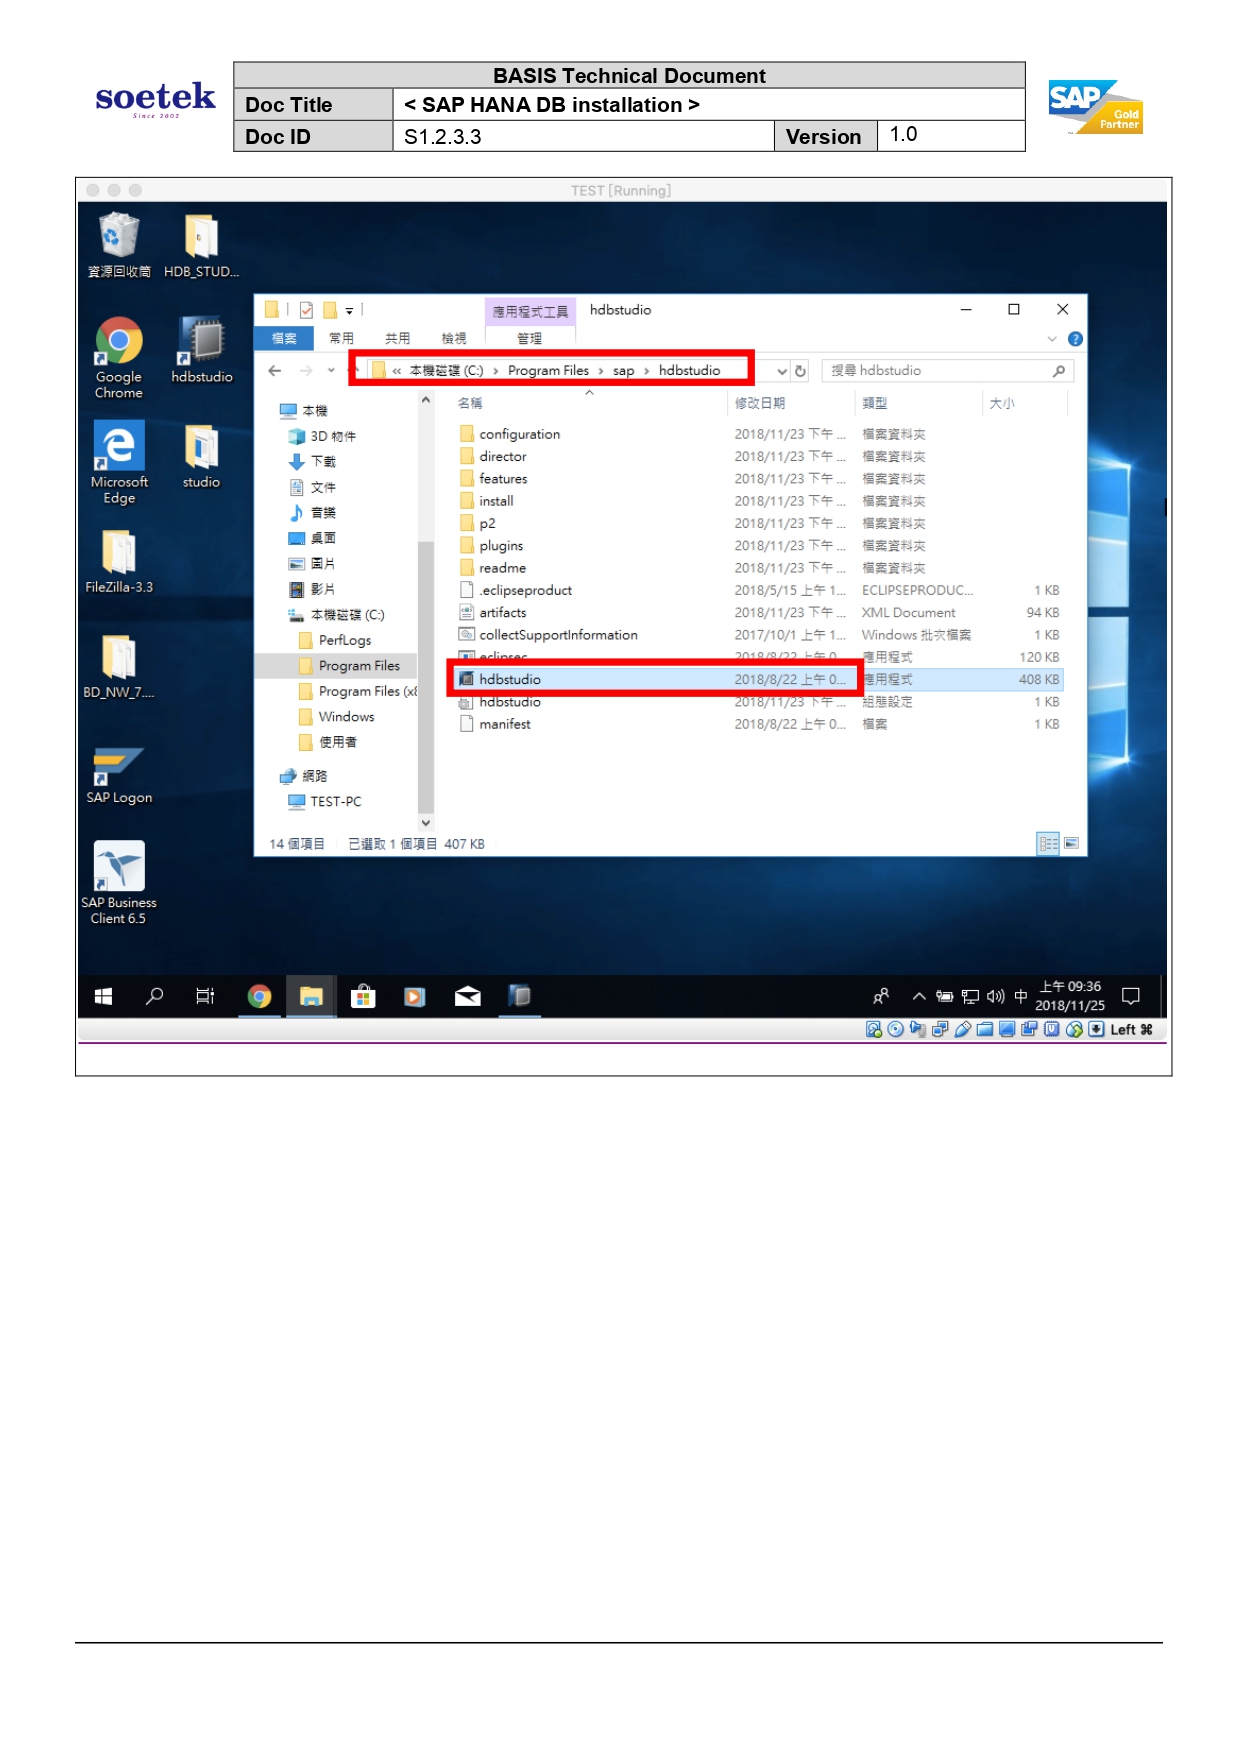 soetek
Since 2002
BASIS Technical Document
Doc Title
< SAP HANA DB installation >
Doc ID
S1.2.3.3
Version
1.0
SAP
Gold
Partner
TEST [Running]
資源回收筒
HDB_STUD...
Google
Chrome
hdbstudio
Microsoft
Edge
studio
FileZilla-3.3
BD_NW_7....
SAP Logon
SAP Business
Client 6.5
應用程式工具
hdbstudio
檔案
常用
共用
檢視
管理
« 本機磁碟 (C:) › Program Files › sap › hdbstudio
搜尋 hdbstudio
本機
3D 物件
下載
文件
音樂
桌面
圖片
影片
本機磁碟 (C:)
PerfLogs
Program Files
Program Files (x8
Windows
使用者
網路
TEST-PC
名稱 修改日期 類型 大小
configuration 2018/11/23 下午 ... 檔案資料夾
director 2018/11/23 下午 ... 檔案資料夾
features 2018/11/23 下午 ... 檔案資料夾
install 2018/11/23 下午 ... 檔案資料夾
p2 2018/11/23 下午 ... 檔案資料夾
plugins 2018/11/23 下午 ... 檔案資料夾
readme 2018/11/23 下午 ... 檔案資料夾
.eclipseproduct 2018/5/15 上午 1... ECLIPSEPRODUC... 1 KB
artifacts 2018/11/23 下午 ... XML Document 94 KB
collectSupportInformation 2017/10/1 上午 1... Windows 批次檔案 1 KB
eclipsec 2018/8/22 上午 0... 應用程式 120 KB
hdbstudio 2018/8/22 上午 0... 應用程式 408 KB
hdbstudio 2018/11/23 下午 ... 組態設定 1 KB
manifest 2018/8/22 上午 0... 檔案 1 KB
14 個項目 已選取 1 個項目 407 KB
中
上午 09:36
2018/11/25
Left ⌘